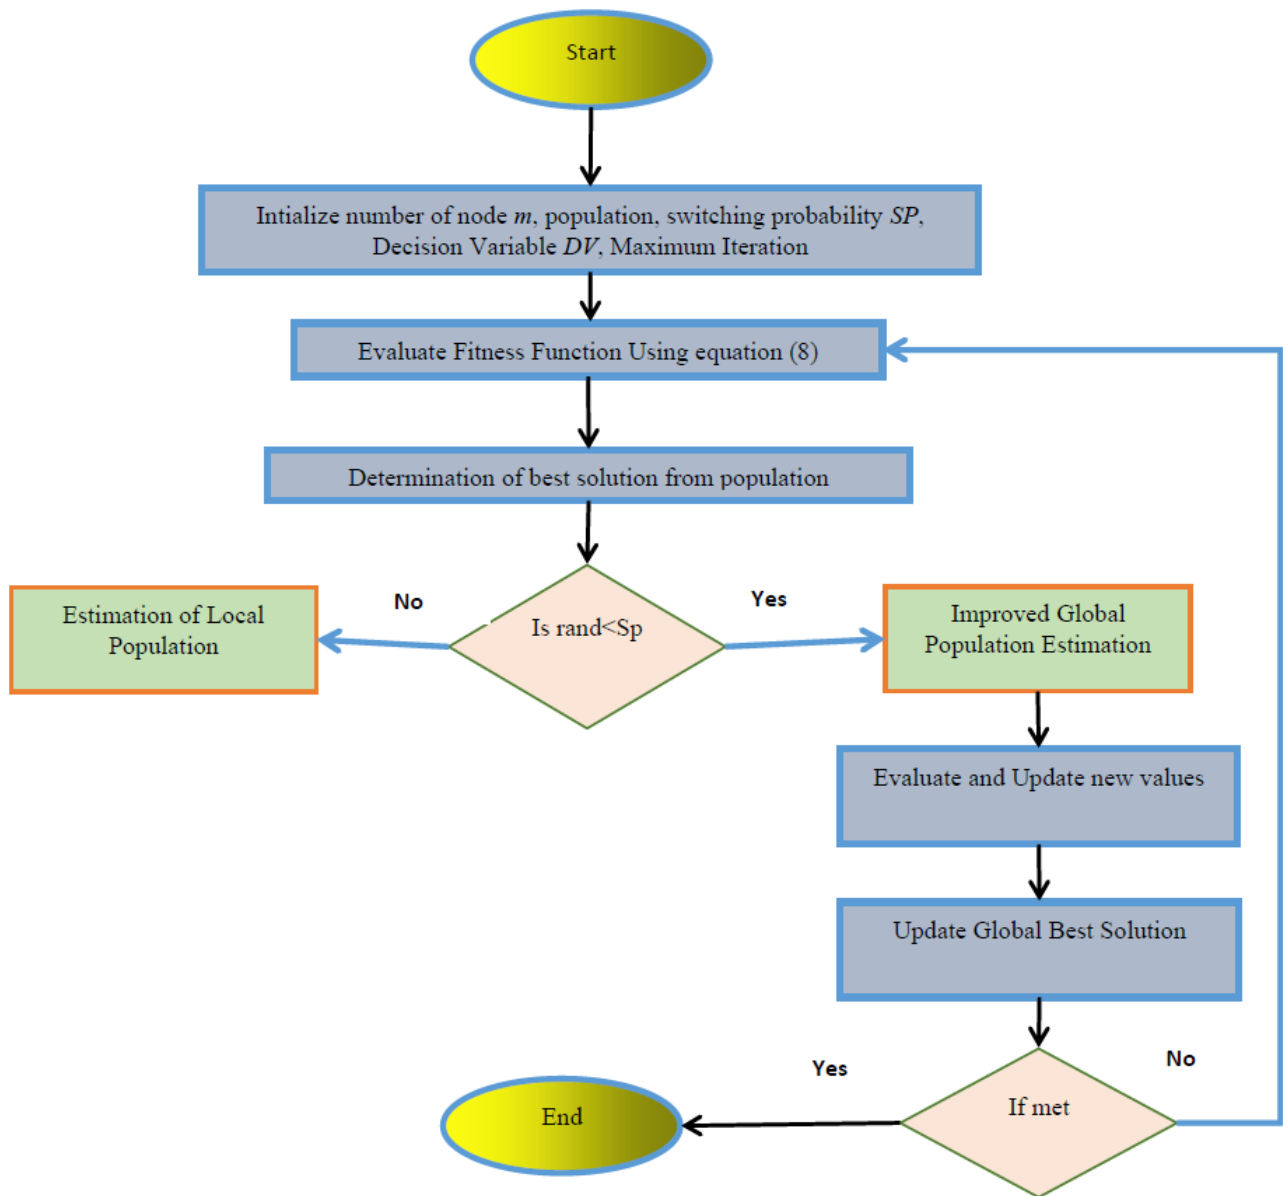 Start
Intialize number of node m, population, switching probability SP,
Decision Variable DV, Maximum Iteration
Evaluate Fitness Function Using equation (8)
Determination of best solution from population
No
Yes
Estimation of Local
Population
Is rand<Sp
Improved Global
Population Estimation
Evaluate and Update new values
Update Global Best Solution
Yes
No
End
If met